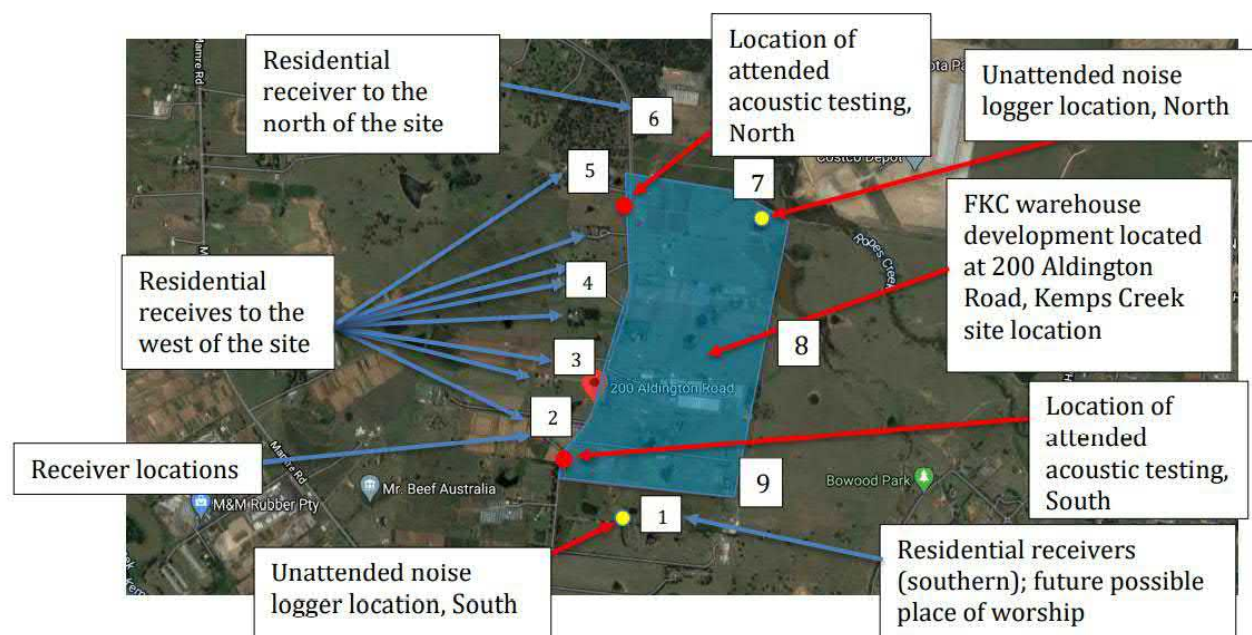 Residential
receiver to the
north of the site
Location of
attended
acoustic testing,
North
Unattended noise
logger location, North
FKC warehouse
development located
at 200 Aldington
Road, Kemps Creek
site location
Residential
receives to the
west of the site
Receiver locations
Location of
attended
acoustic testing,
South
Unattended noise
logger location, South
Residential receivers
(southern); future possible
place of worship
6
5
7
4
3
8
2
9
1
Mamre Rd
Costco Depot
Ropes Creek
200 Aldington Road
Mamre Rd
Mr. Beef Australia
M&M Rubber Pty
Bowood Park